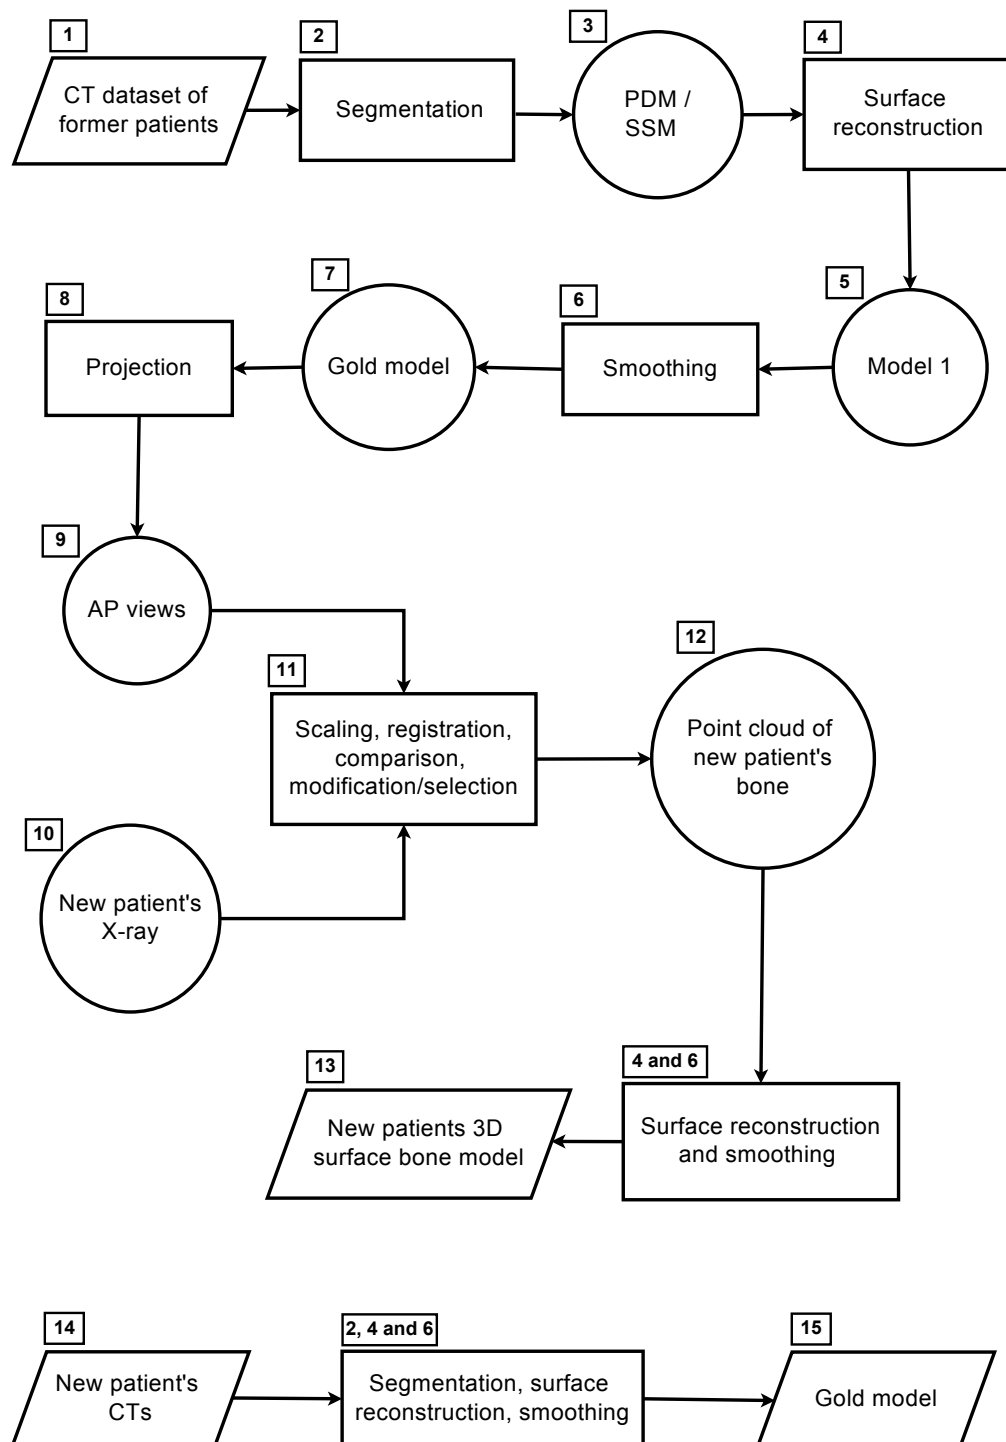 1
CT dataset of
former patients
2
Segmentation
3
PDM /
SSM
4
Surface
reconstruction
5
Model 1
6
Smoothing
7
Gold model
8
Projection
9
AP views
10
New patient's
X-ray
11
Scaling, registration,
comparison,
modification/selection
12
Point cloud of
new patient's
bone
4 and 6
Surface reconstruction
and smoothing
13
New patients 3D
surface bone model
14
New patient's
CTs
2, 4 and 6
Segmentation, surface
reconstruction, smoothing
15
Gold model